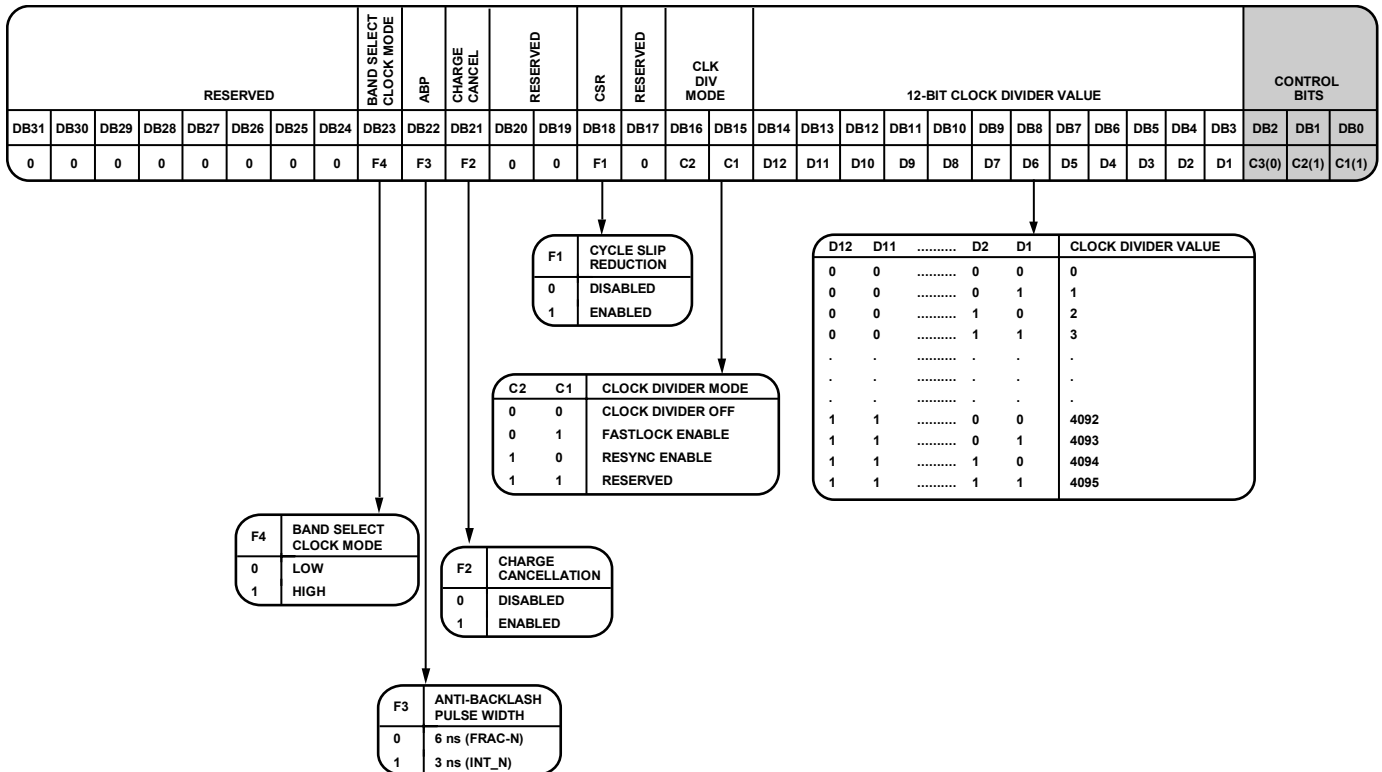 RESERVED
BAND SELECT
CLOCK MODE
ABP
CHARGE
CANCEL
RESERVED
CSR
RESERVED
CLK
DIV
MODE
12-BIT CLOCK DIVIDER VALUE
CONTROL
BITS
DB31 DB30 DB29 DB28 DB27 DB26 DB25 DB24 DB23 DB22 DB21 DB20 DB19 DB18 DB17 DB16 DB15 DB14 DB13 DB12 DB11 DB10 DB9 DB8 DB7 DB6 DB5 DB4 DB3 DB2 DB1 DB0
0 0 0 0 0 0 0 0 F4 F3 F2 0 0 F1 0 C2 C1 D12 D11 D10 D9 D8 D7 D6 D5 D4 D3 D2 D1 C3(0) C2(1) C1(1)
F1 CYCLE SLIP
REDUCTION
0 DISABLED
1 ENABLED
D12 D11 .......... D2 D1 CLOCK DIVIDER VALUE
0 0 .......... 0 0 0
0 0 .......... 0 1 1
0 0 .......... 1 0 2
0 0 .......... 1 1 3
. . .......... . . .
. . .......... . . .
. . .......... . . .
1 1 .......... 0 0 4092
1 1 .......... 0 1 4093
1 1 .......... 1 0 4094
1 1 .......... 1 1 4095
C2 C1 CLOCK DIVIDER MODE
0 0 CLOCK DIVIDER OFF
0 1 FASTLOCK ENABLE
1 0 RESYNC ENABLE
1 1 RESERVED
F4 BAND SELECT
CLOCK MODE
0 LOW
1 HIGH
F2 CHARGE
CANCELLATION
0 DISABLED
1 ENABLED
F3 ANTI-BACKLASH
PULSE WIDTH
0 6 ns (FRAC-N)
1 3 ns (INT_N)